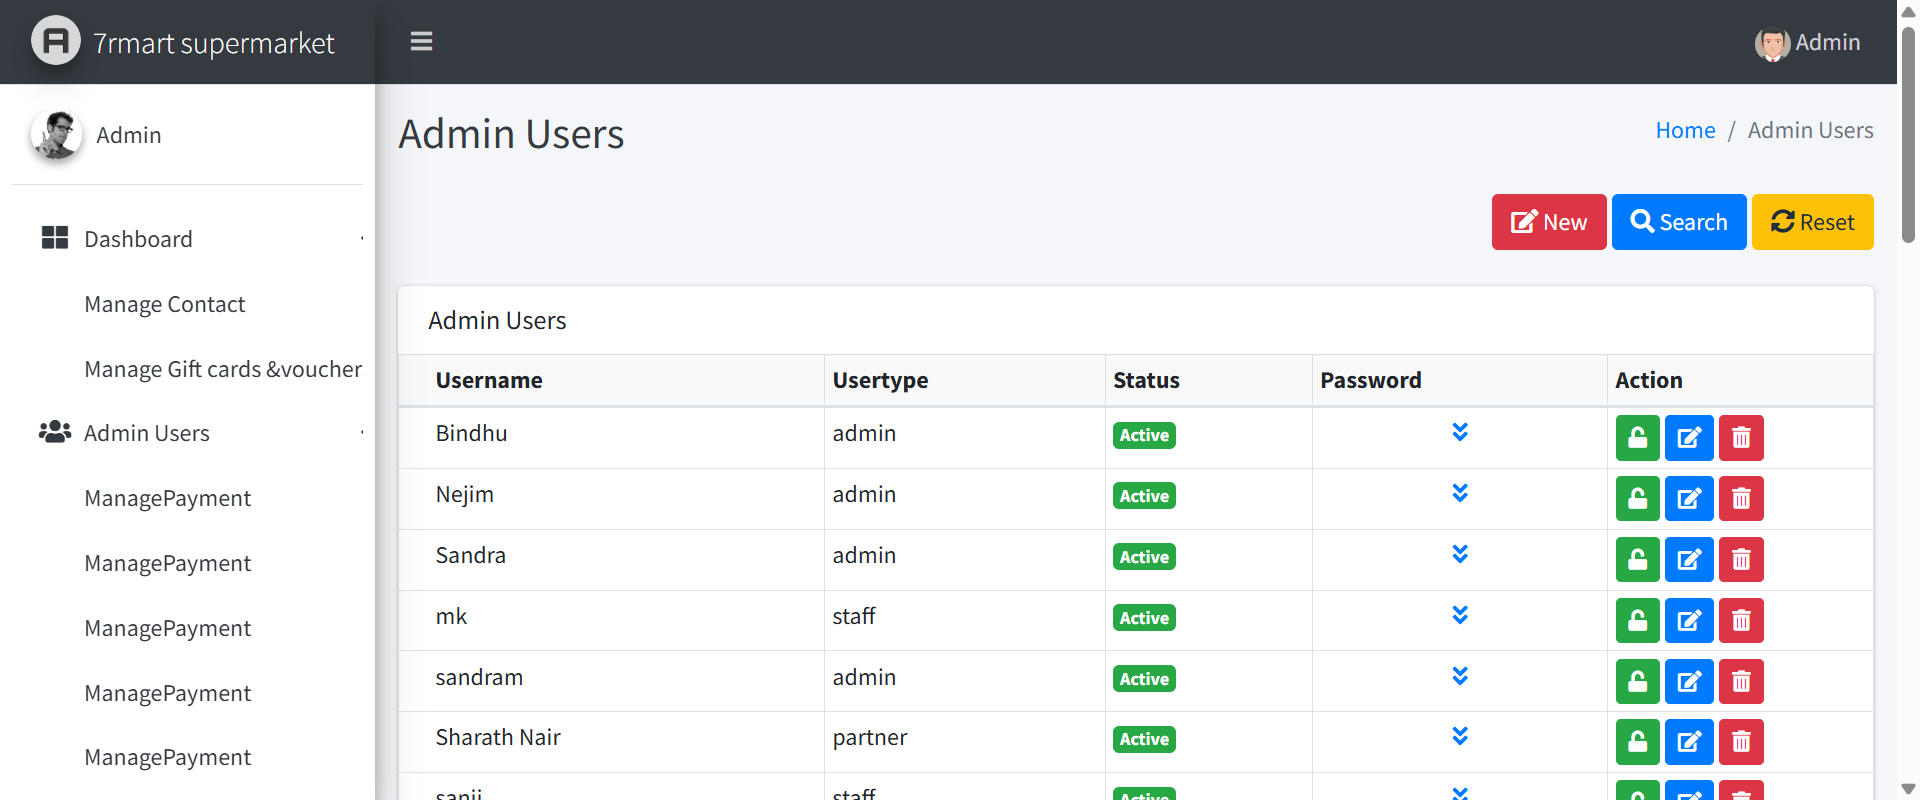 7rmart supermarket
Admin
Admin
Dashboard
Manage Contact
Manage Gift cards &voucher
Admin Users
ManagePayment
ManagePayment
ManagePayment
ManagePayment
ManagePayment
Admin Users
Home / Admin Users
New Search Reset
Admin Users
Username Usertype Status Password Action
Bindhu admin Active
Nejim admin Active
Sandra admin Active
mk staff Active
sandram admin Active
Sharath Nair partner Active
staff Active